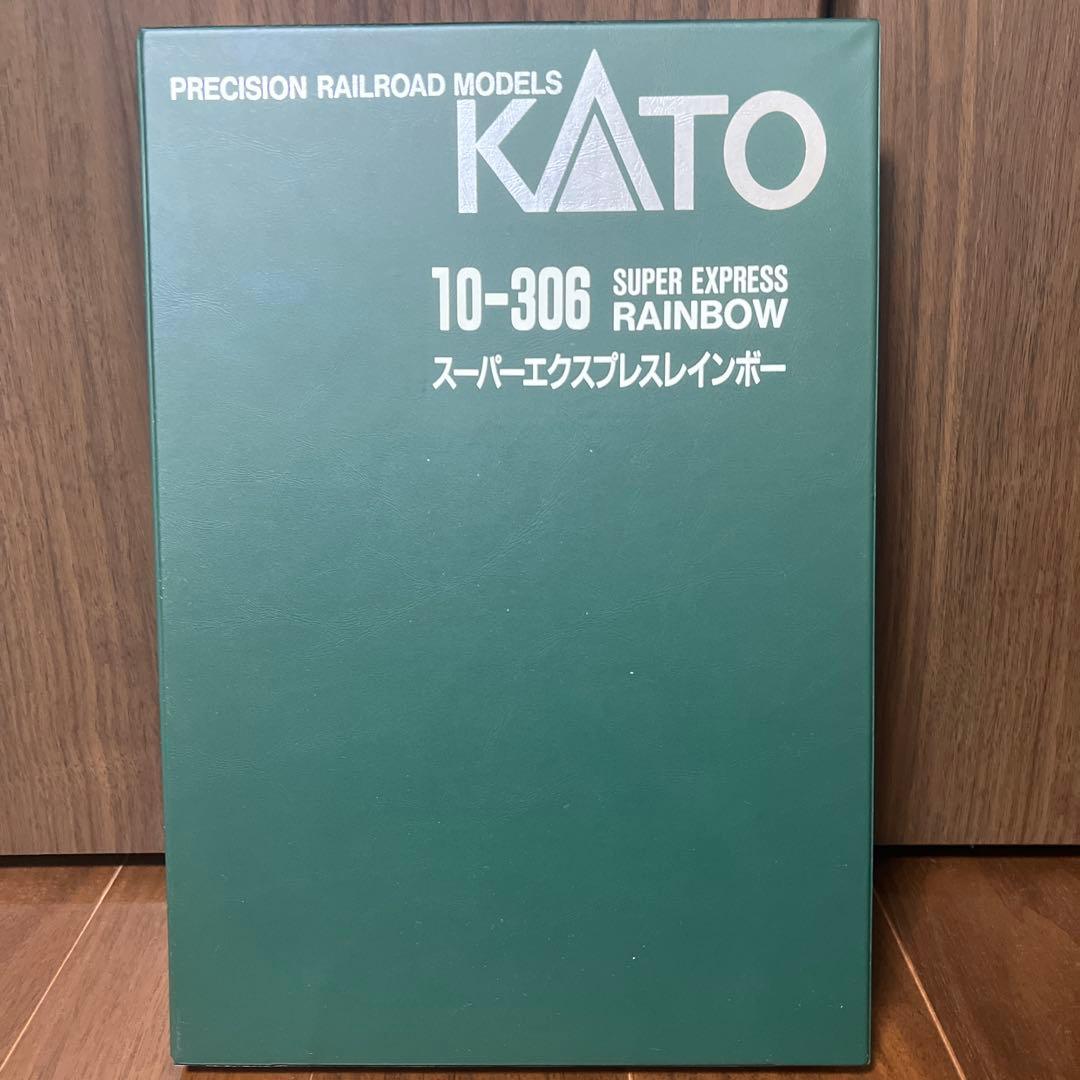 PRECISION RAILROAD MODELS
KATO
10-306 SUPER EXPRESS
RAINBOW
スーパーエクスプレスレインボー